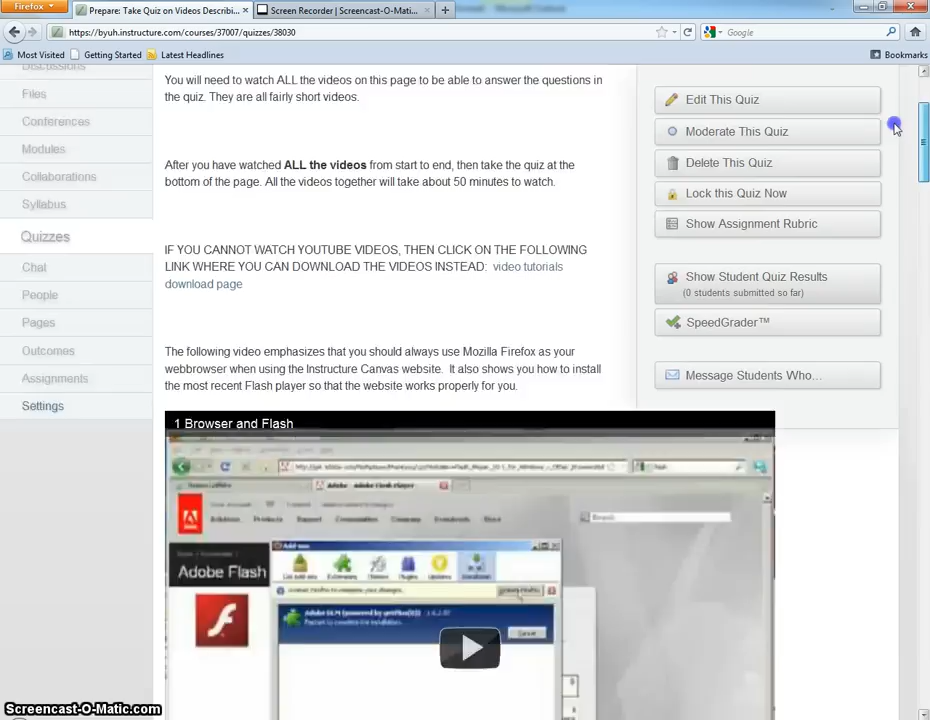 Firefox
Prepare: Take Quiz on Videos Describi...
Screen Recorder | Screencast-O-Mati...
https://byuh.instructure.com/courses/37007/quizzes/38030
Google
Most Visited
Getting Started
Latest Headlines
Bookmarks
Discussions
Files
Conferences
Modules
Collaborations
Syllabus
Quizzes
Chat
People
Pages
Outcomes
Assignments
Settings
You will need to watch ALL the videos on this page to be able to answer the questions in
the quiz. They are all fairly short videos.
After you have watched ALL the videos from start to end, then take the quiz at the
bottom of the page. All the videos together will take about 50 minutes to watch.
IF YOU CANNOT WATCH YOUTUBE VIDEOS, THEN CLICK ON THE FOLLOWING
LINK WHERE YOU CAN DOWNLOAD THE VIDEOS INSTEAD: video tutorials
download page
The following video emphasizes that you should always use Mozilla Firefox as your
webbrowser when using the Instructure Canvas website. It also shows you how to install
the most recent Flash player so that the website works properly for you.
1 Browser and Flash
Adobe Flash
Edit This Quiz
Moderate This Quiz
Delete This Quiz
Lock this Quiz Now
Show Assignment Rubric
Show Student Quiz Results
(0 students submitted so far)
SpeedGrader™
Message Students Who...
Screencast-O-Matic.com